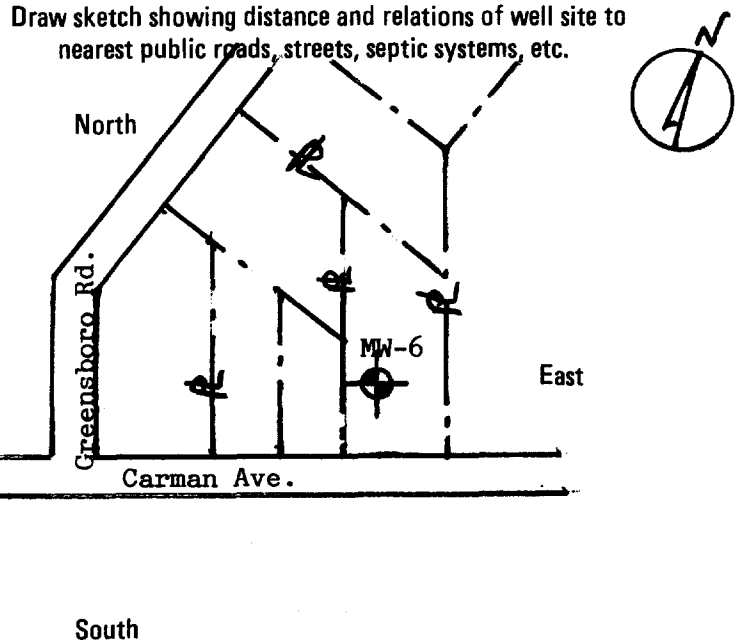 Draw sketch showing distance and relations of well site to
nearest public roads, streets, septic systems, etc.
N
North
Greensboro Rd.
MW-6
East
Carman Ave.
South